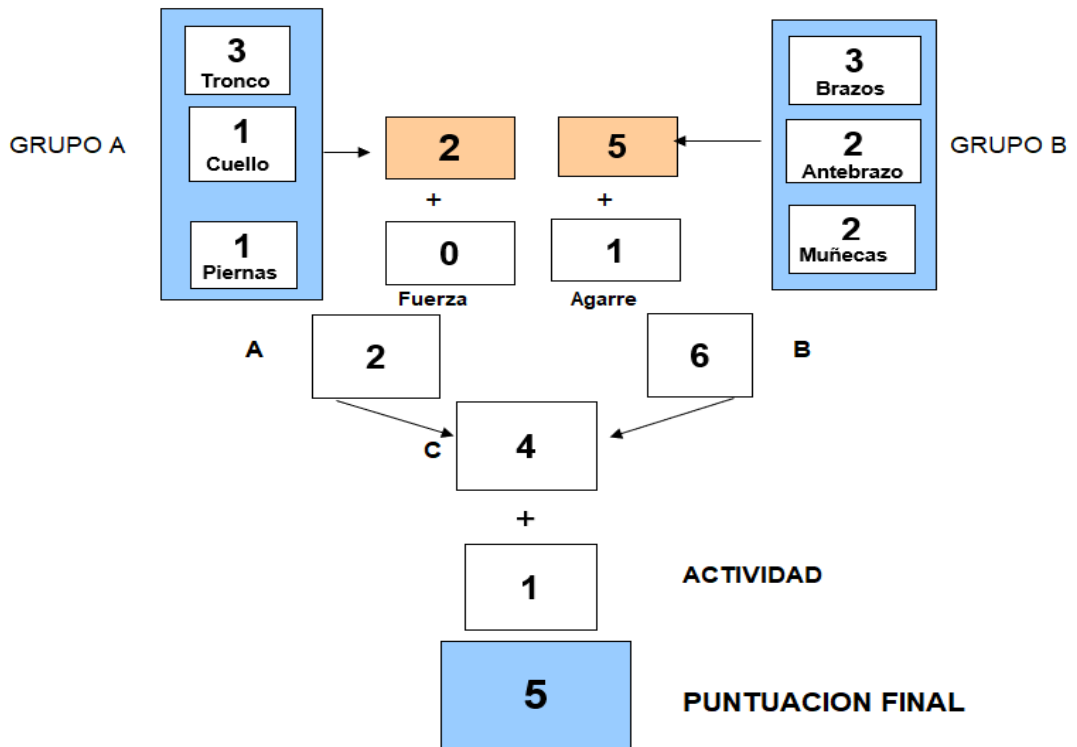 GRUPO A
3
Tronco
1
Cuello
1
Piernas
2
+
0
Fuerza
5
+
1
Agarre
3
Brazos
2
Antebrazo
2
Muñecas
GRUPO B
A
2
6
B
C
4
+
1
ACTIVIDAD
5
PUNTUACION FINAL